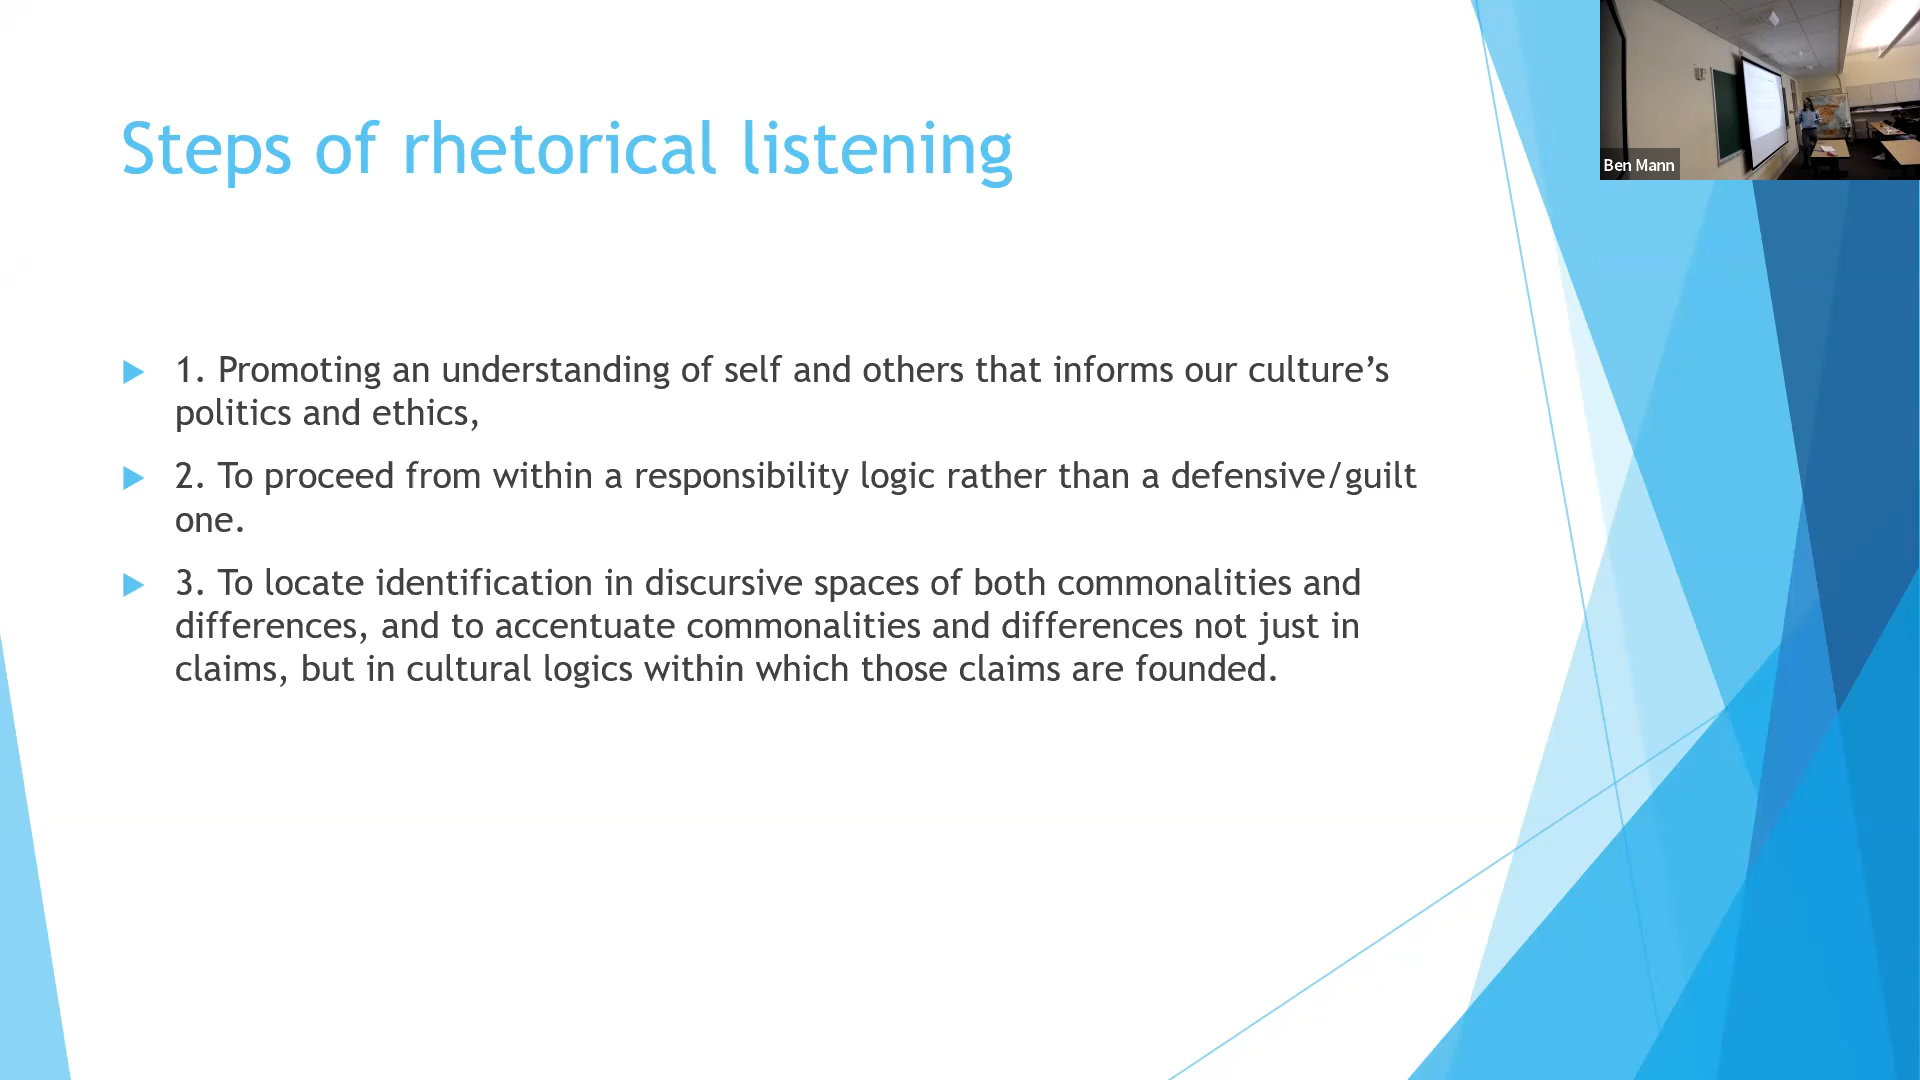 Steps of rhetorical listening
Ben Mann
1. Promoting an understanding of self and others that informs our culture’s
politics and ethics,
2. To proceed from within a responsibility logic rather than a defensive/guilt
one.
3. To locate identification in discursive spaces of both commonalities and
differences, and to accentuate commonalities and differences not just in
claims, but in cultural logics within which those claims are founded.